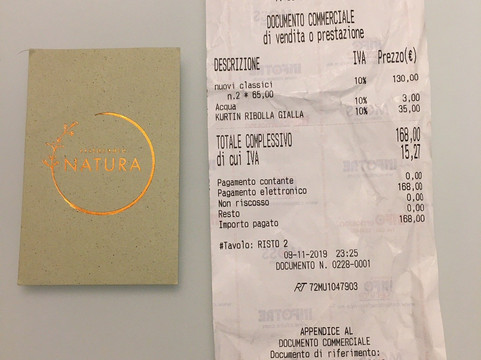 NATURA
DOCUMENTO COMMERCIALE
di vendita o prestazione
DESCRIZIONE IVA Prezzo(€)
nuovi classici 10% 130,00
n.2 * 65,00
Acqua 10% 3,00
KURTIN RIBOLLA GIALLA 10% 35,00
TOTALE COMPLESSIVO 168,00
di cui IVA 15,27
Pagamento contante 0,00
Pagamento elettronico 168,00
Non riscosso 0,00
Resto 0,00
Importo pagato 168,00
#Tavolo: RISTO 2
09-11-2019 23:25
DOCUMENTO N. 0228-0001
RT 72MU1047903
APPENDICE AL
DOCUMENTO COMMERCIALE
Documento di riferimento: